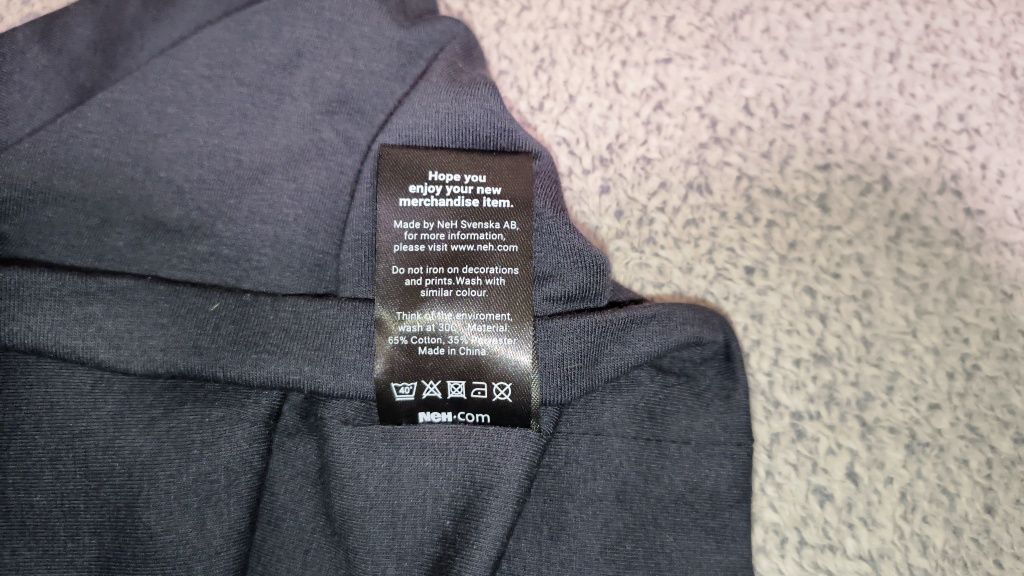 Hope you
enjoy your new
merchandise item.
Made by NeH Svenska AB,
for more information,
please visit www.neh.com
Do not iron on decorations
and prints.Wash with
similar colour.
Think of the enviroment,
wash at 300% Material:
65% Cotton, 35% Polyester
Made in China
40°
NeH.com